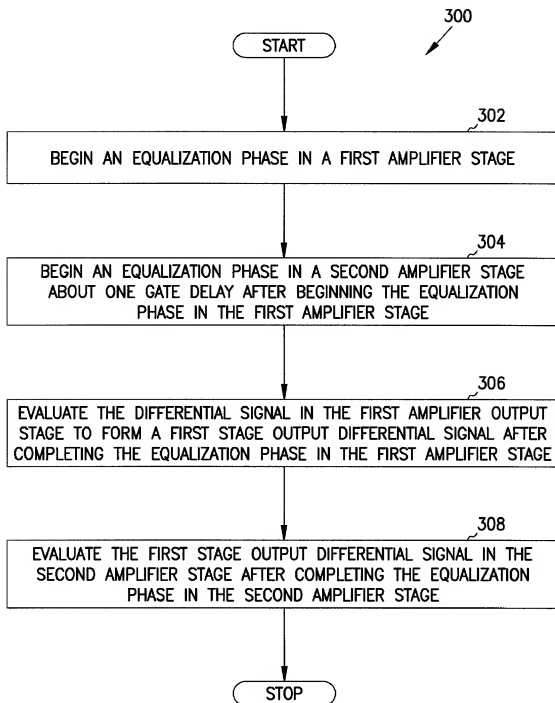 300
START
302
BEGIN AN EQUALIZATION PHASE IN A FIRST AMPLIFIER STAGE
304
BEGIN AN EQUALIZATION PHASE IN A SECOND AMPLIFIER STAGE
ABOUT ONE GATE DELAY AFTER BEGINNING THE EQUALIZATION
PHASE IN THE FIRST AMPLIFIER STAGE
306
EVALUATE THE DIFFERENTIAL SIGNAL IN THE FIRST AMPLIFIER OUTPUT
STAGE TO FORM A FIRST STAGE OUTPUT DIFFERENTIAL SIGNAL AFTER
COMPLETING THE EQUALIZATION PHASE IN THE FIRST AMPLIFIER STAGE
308
EVALUATE THE FIRST STAGE OUTPUT DIFFERENTIAL SIGNAL IN THE
SECOND AMPLIFIER STAGE AFTER COMPLETING THE EQUALIZATION
PHASE IN THE SECOND AMPLIFIER STAGE
STOP